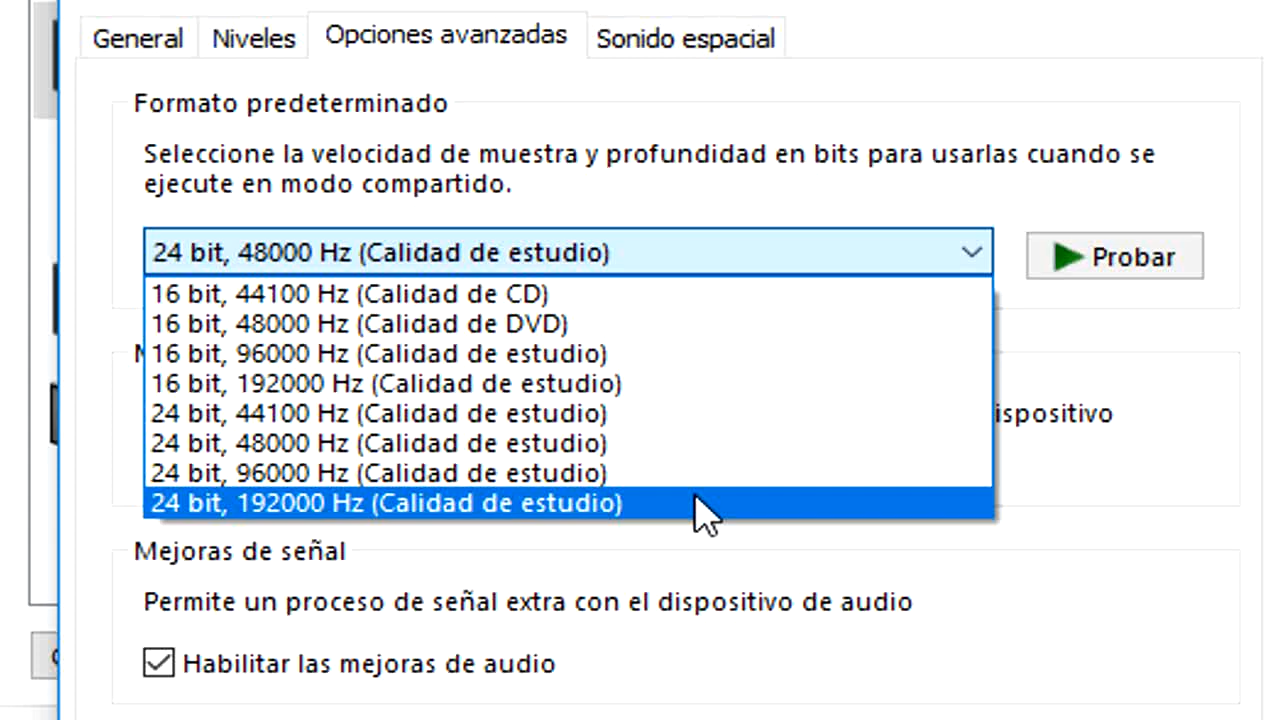 General
Niveles
Opciones avanzadas
Sonido espacial
Formato predeterminado
Seleccione la velocidad de muestra y profundidad en bits para usarlas cuando se
ejecute en modo compartido.
24 bit, 48000 Hz (Calidad de estudio)
Probar
16 bit, 44100 Hz (Calidad de CD)
16 bit, 48000 Hz (Calidad de DVD)
16 bit, 96000 Hz (Calidad de estudio)
16 bit, 192000 Hz (Calidad de estudio)
24 bit, 44100 Hz (Calidad de estudio)
ispositivo
24 bit, 48000 Hz (Calidad de estudio)
24 bit, 96000 Hz (Calidad de estudio)
24 bit, 192000 Hz (Calidad de estudio)
Mejoras de señal
Permite un proceso de señal extra con el dispositivo de audio
Habilitar las mejoras de audio